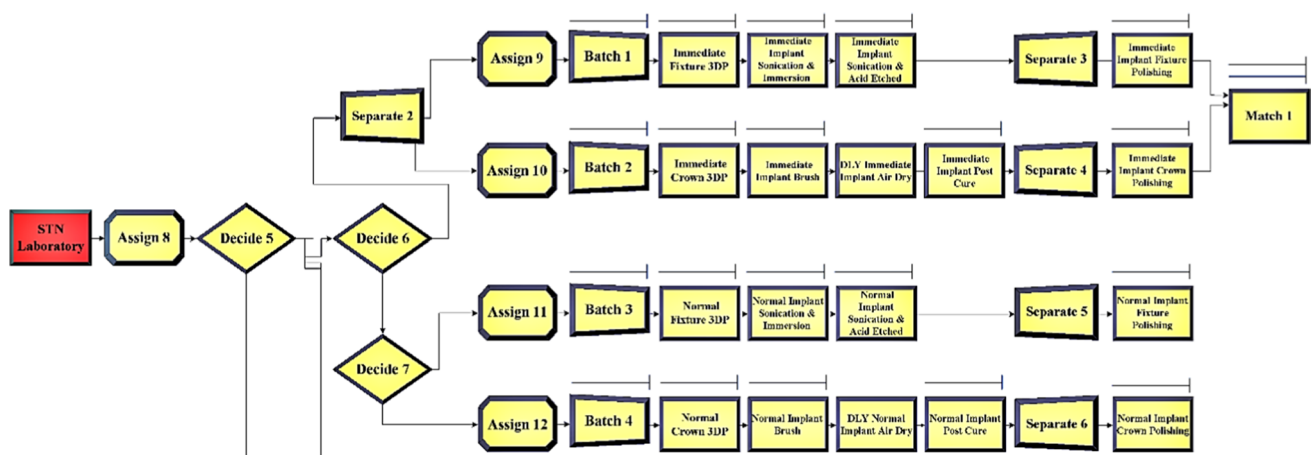 Assign 9
Batch 1
Immediate
Fixture 3DP
Immediate
Implant
Sonication &
Immersion
Immediate
Implant
Sonication &
Acid Etched
Separate 3
Immediate
Implant Fixture
Polishing
Separate 2
Match 1
Assign 10
Batch 2
Immediate
Crown 3DP
Immediate
Implant Brush
DLY Immediate
Implant Air Dry
Immediate
Implant Post
Cure
Separate 4
Immediate
Implant Crown
Polishing
STN
Laboratory
Assign 8
Decide 5
Decide 6
Assign 11
Batch 3
Normal
Fixture 3DP
Normal Implant
Sonication &
Immersion
Normal
Implant
Sonication &
Acid Etched
Separate 5
Normal Implant
Fixture
Polishing
Decide 7
Assign 12
Batch 4
Normal
Crown 3DP
Normal Implant
Brush
DLY Normal
Implant Air Dry
Normal Implant
Post Cure
Separate 6
Normal Implant
Crown Polishing